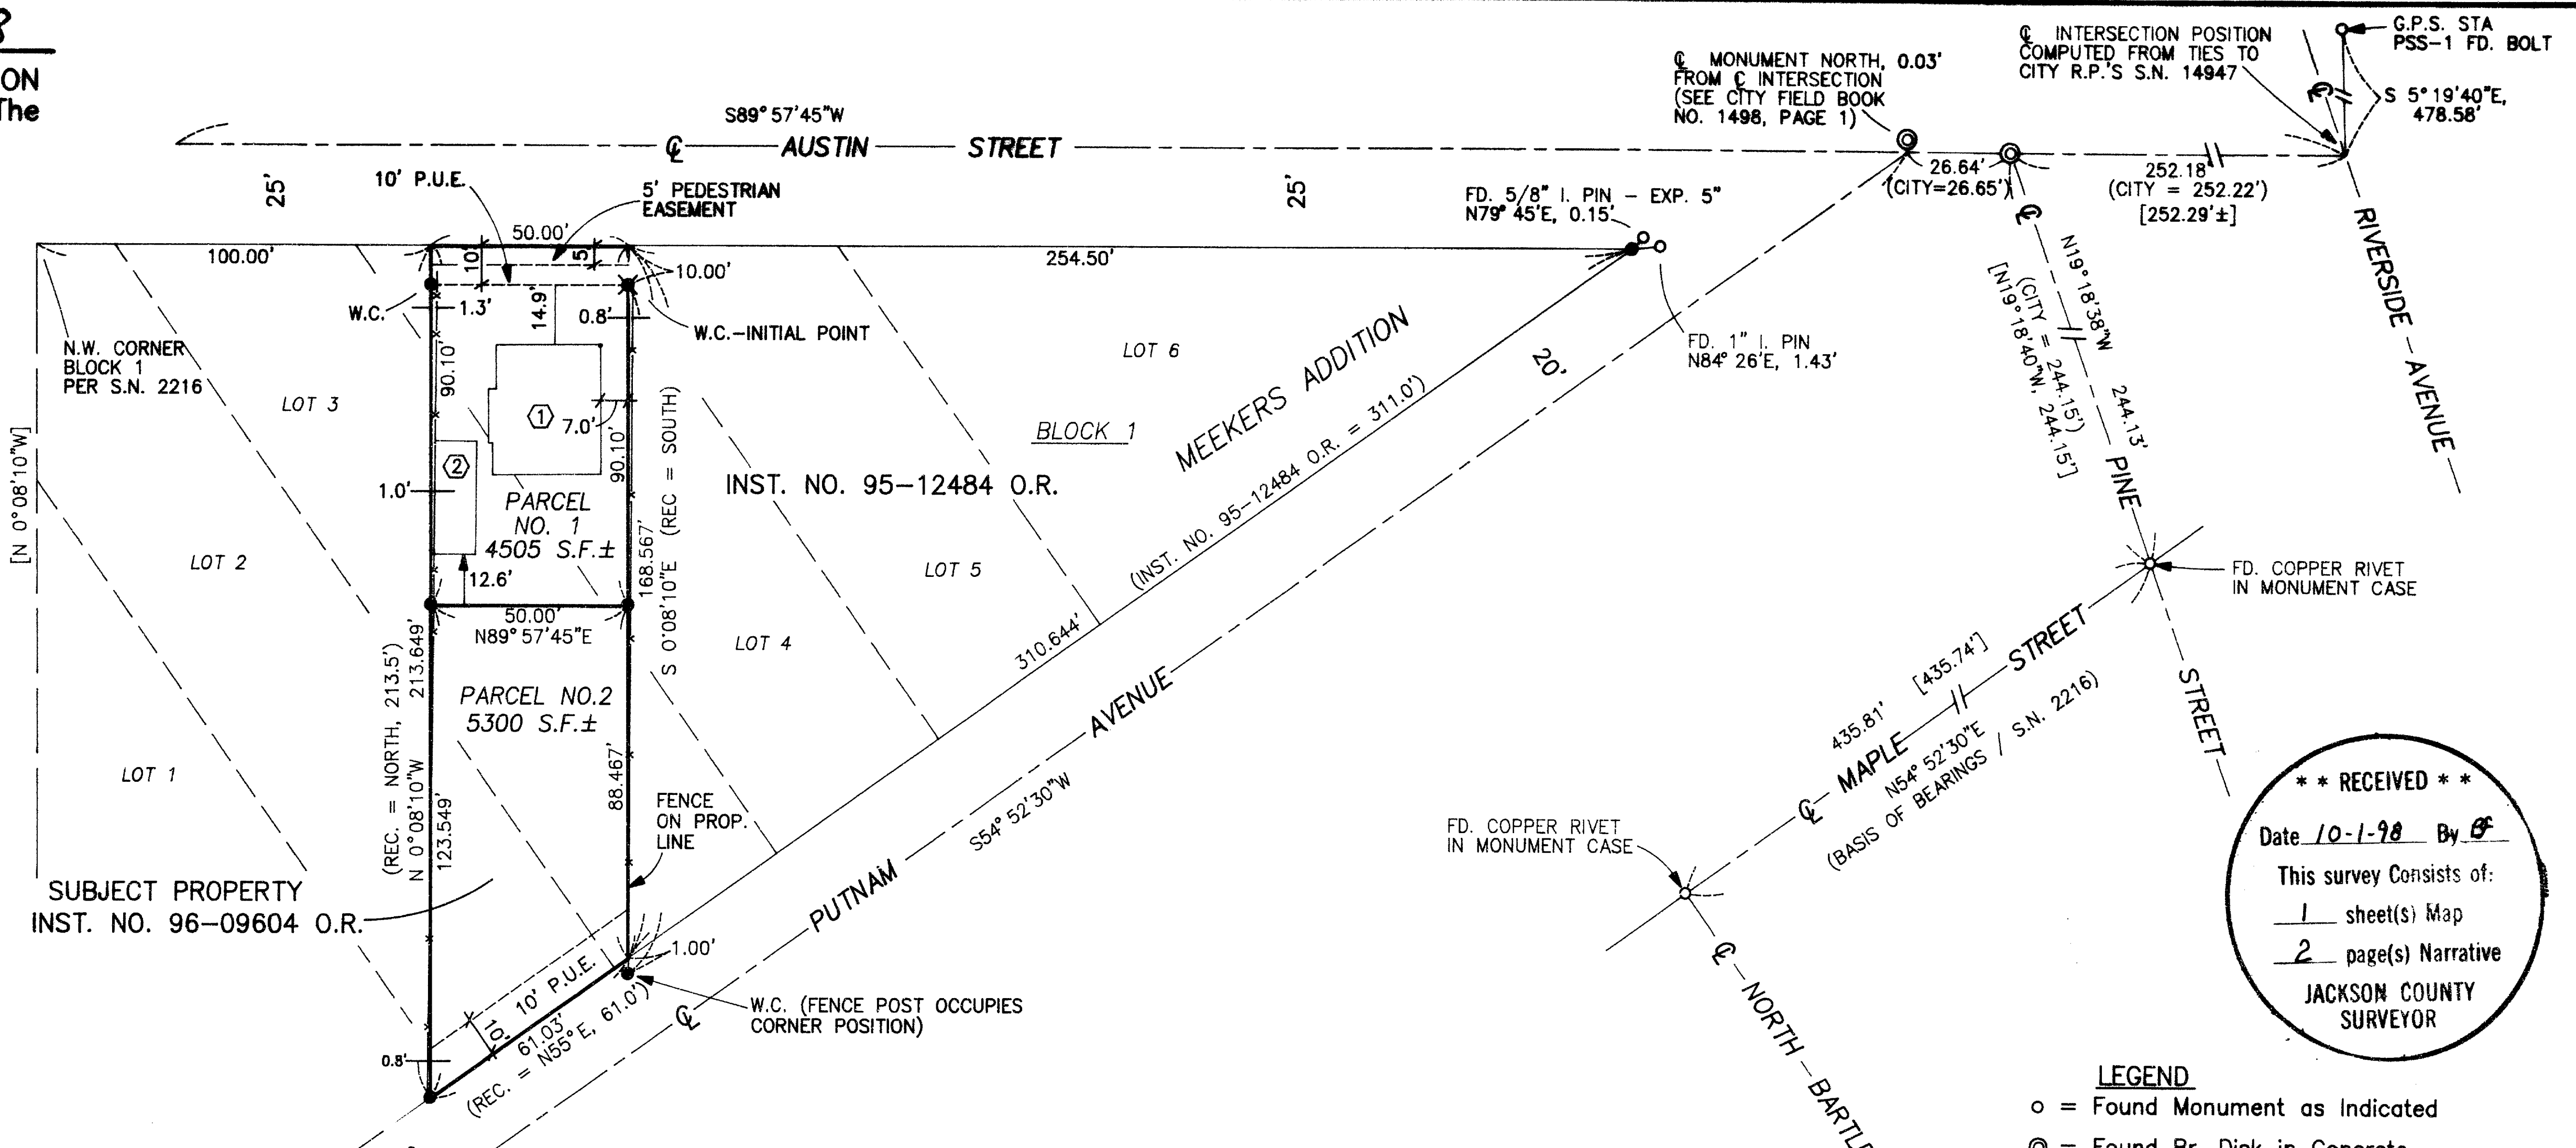 ON
The
S89°57'45"W
℄ AUSTIN STREET
℄ MONUMENT NORTH, 0.03'
FROM ℄ INTERSECTION
(SEE CITY FIELD BOOK
NO. 1498, PAGE 1)
℄ INTERSECTION POSITION
COMPUTED FROM TIES TO
CITY R.P.'S S.N. 14947
G.P.S. STA
PSS-1 FD. BOLT
℄
S 5°19'40"E,
478.58'
25'
10' P.U.E.
5' PEDESTRIAN
EASEMENT
25'
FD. 5/8" I. PIN - EXP. 5"
N79°45'E, 0.15'
26.64'
(CITY=26.65')
252.18'
(CITY = 252.22')
[252.29'±]
RIVERSIDE AVENUE
100.00'
50.00'
10'
5'
10.00'
254.50'
W.C.
1.3'
14.9'
0.8'
W.C.-INITIAL POINT
N.W. CORNER
BLOCK 1
PER S.N. 2216
[N 0°08'10"W]
LOT 3
LOT 2
LOT 1
90.10'
1
7.0'
90.10'
2
1.0'
PARCEL
NO. 1
4505 S.F.±
12.6'
168.567'
S 0°08'10"E (REC = SOUTH)
50.00'
N89°57'45"E
LOT 6
BLOCK 1
MEEKERS ADDITION
INST. NO. 95-12484 O.R.
LOT 5
LOT 4
(INST. NO. 95-12484 O.R. = 311.0')
310.644'
20'
FD. 1" I. PIN
N84°26'E, 1.43'
℄
N19°18'38"W 244.13'
(CITY = 244.15')
[N19°18'40"W, 244.15']
PINE STREET
FD. COPPER RIVET
IN MONUMENT CASE
(REC. = NORTH, 213.5')
N 0°08'10"W 213.649'
123.549'
PARCEL NO.2
5300 S.F.±
88.467'
FENCE
ON PROP.
LINE
SUBJECT PROPERTY
INST. NO. 96-09604 O.R.
℄ PUTNAM AVENUE
S54°52'30"W
1.00'
10' P.U.E.
10'
61.03'
(REC. = N55°E, 61.0')
0.8'
W.C. (FENCE POST OCCUPIES
CORNER POSITION)
435.81' [435.74']
℄ MAPLE STREET
N54°52'30"E
(BASIS OF BEARINGS / S.N. 2216)
FD. COPPER RIVET
IN MONUMENT CASE
℄ NORTH BARTLE
* * RECEIVED * *
Date 10-1-98 By
This survey Consists of:
1 sheet(s) Map
2 page(s) Narrative
JACKSON COUNTY
SURVEYOR
LEGEND
○ = Found Monument as Indicated
◎ = Found Br. Disk in Concrete